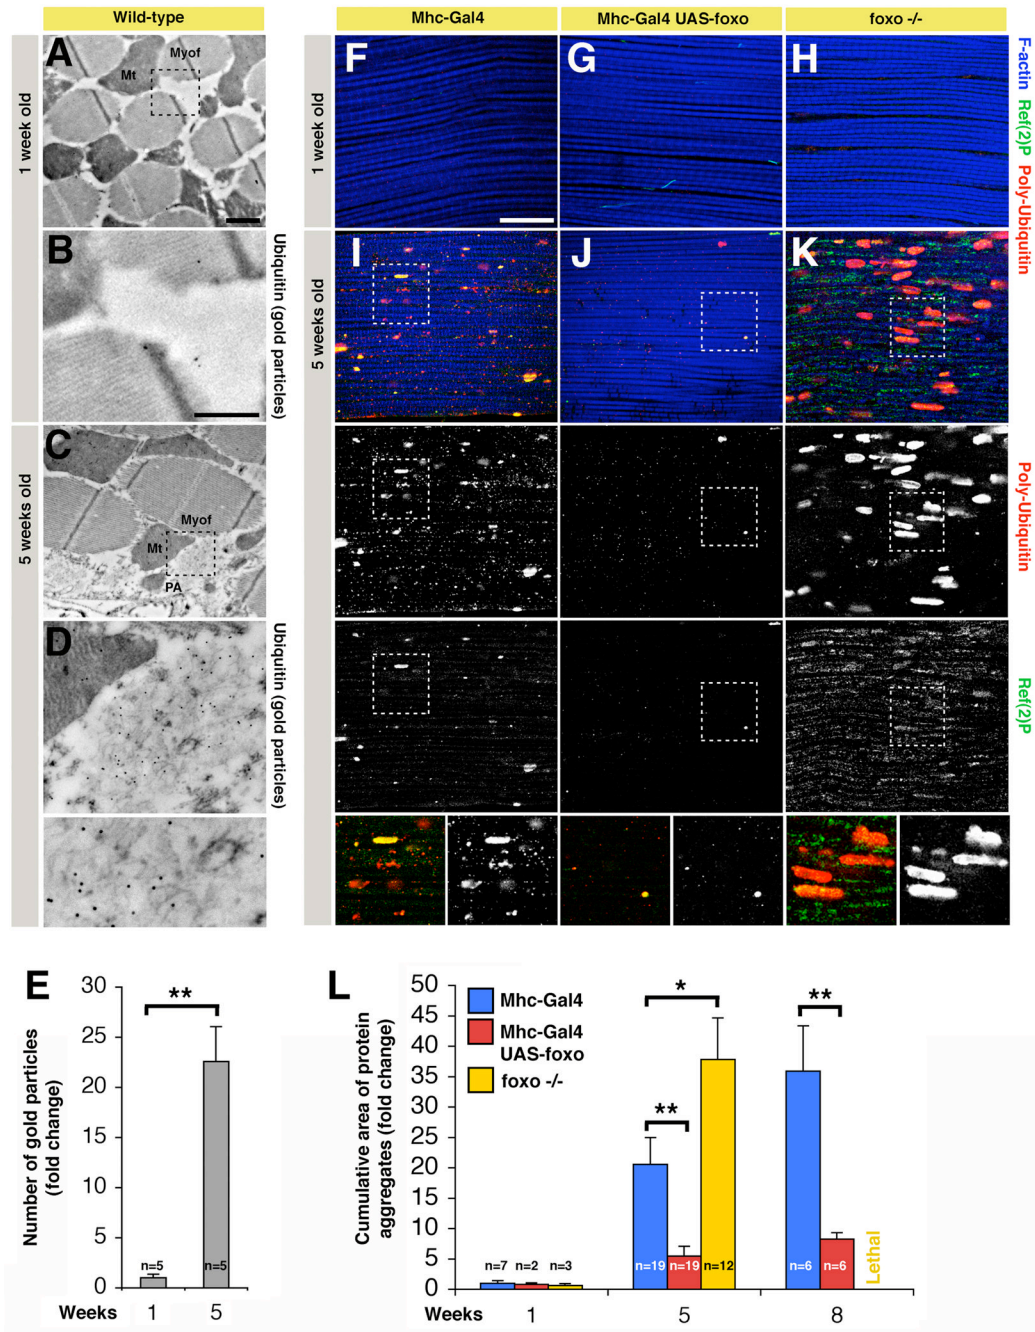 Wild-type
Mhc-Gal4
Mhc-Gal4 UAS-foxo
foxo -/-
1 week old
A
Mt
Myof
B
Ubiquitin (gold particles)
5 weeks old
C
Myof
Mt
PA
D
Ubiquitin (gold particles)
1 week old
F
G
H
F-actin Ref(2)P Poly-Ubiquitin
5 weeks old
I
J
K
Poly-Ubiquitin
Ref(2)P
E
Number of gold particles
(fold change)
30
25
20
15
10
5
0
**
n=5
n=5
Weeks 1 5
L
Cumulative area of protein
aggregates (fold change)
50
45
40
35
30
25
20
15
10
5
0
Mhc-Gal4
Mhc-Gal4
UAS-foxo
foxo -/-
*
**
**
n=7 n=2 n=3
n=19 n=19 n=12
n=6 n=6
Lethal
Weeks 1 5 8